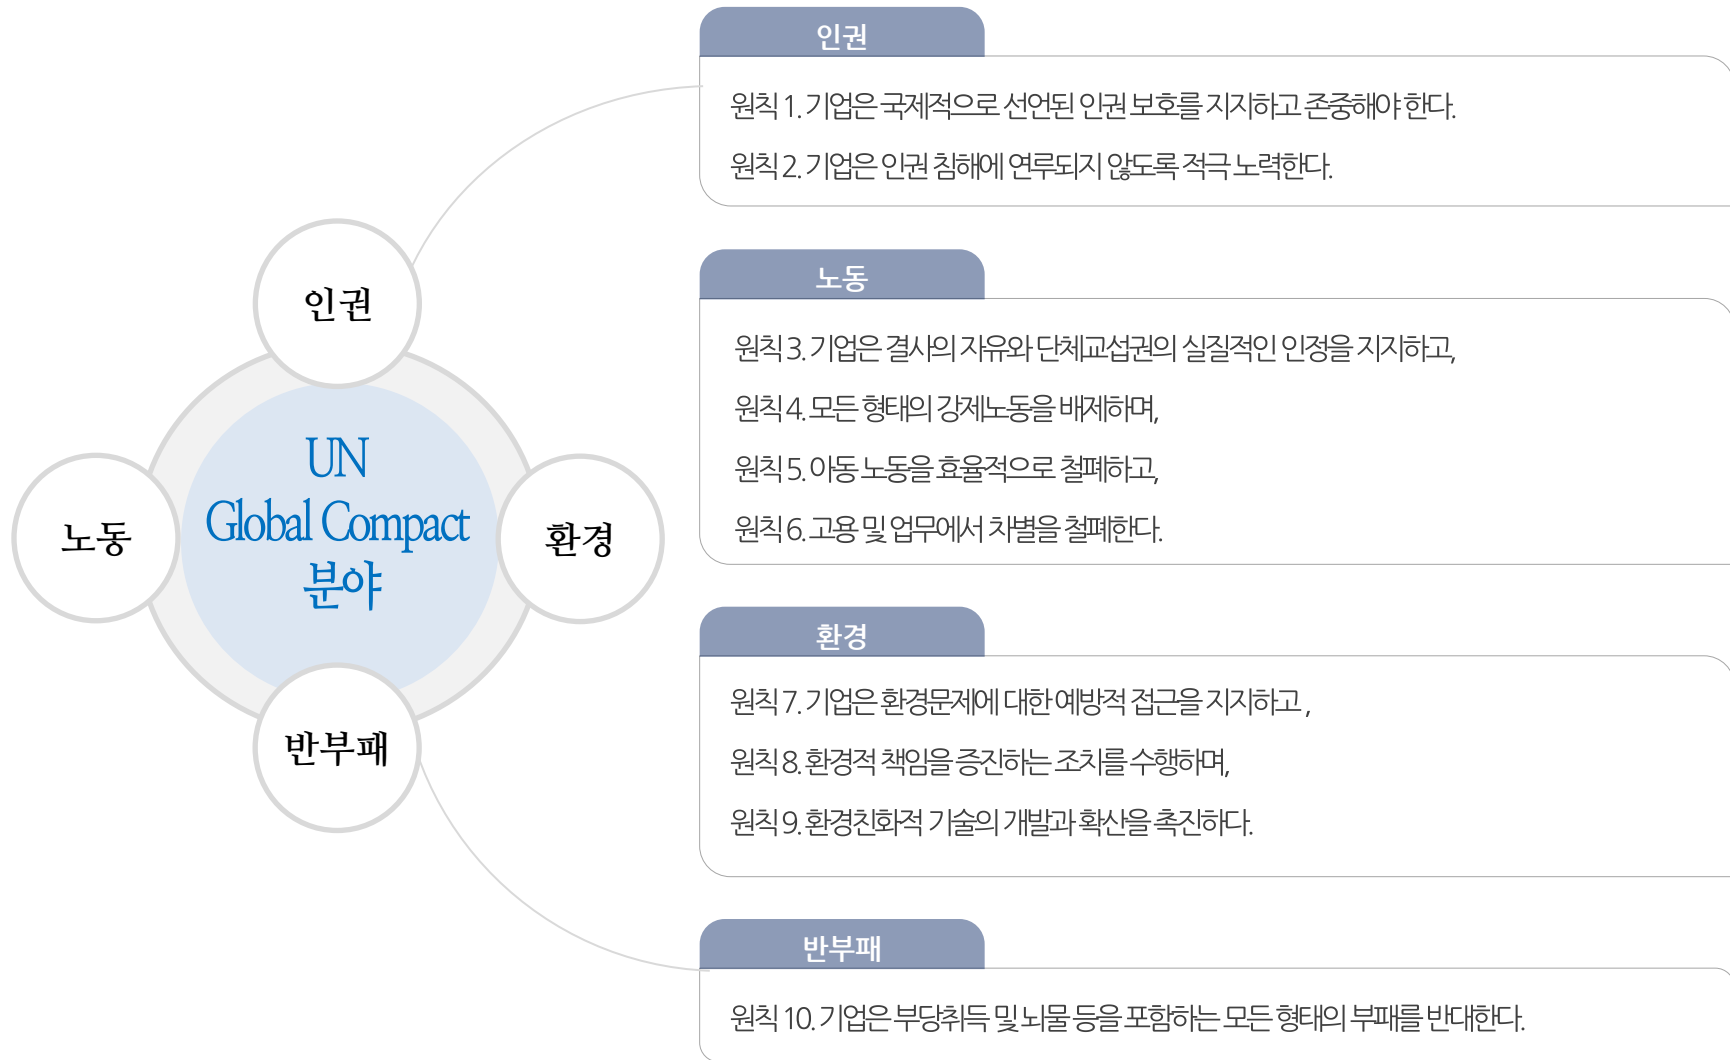 인권
노동
UN
Global Compact
분야
환경
반부패
인권
원칙 1. 기업은 국제적으로 선언된 인권 보호를 지지하고 존중해야 한다.
원칙 2. 기업은 인권 침해에 연루되지 않도록 적극 노력한다.
노동
원칙 3. 기업은 결사의 자유와 단체교섭권의 실질적인 인정을 지지하고,
원칙 4. 모든 형태의 강제노동을 배제하며,
원칙 5. 아동 노동을 효율적으로 철폐하고,
원칙 6. 고용 및 업무에서 차별을 철폐한다.
환경
원칙 7. 기업은 환경문제에 대한 예방적 접근을 지지하고 ,
원칙 8. 환경적 책임을 증진하는 조치를 수행하며,
원칙 9. 환경친화적 기술의 개발과 확산을 촉진하다.
반부패
원칙 10. 기업은 부당취득 및 뇌물 등을 포함하는 모든 형태의 부패를 반대한다.